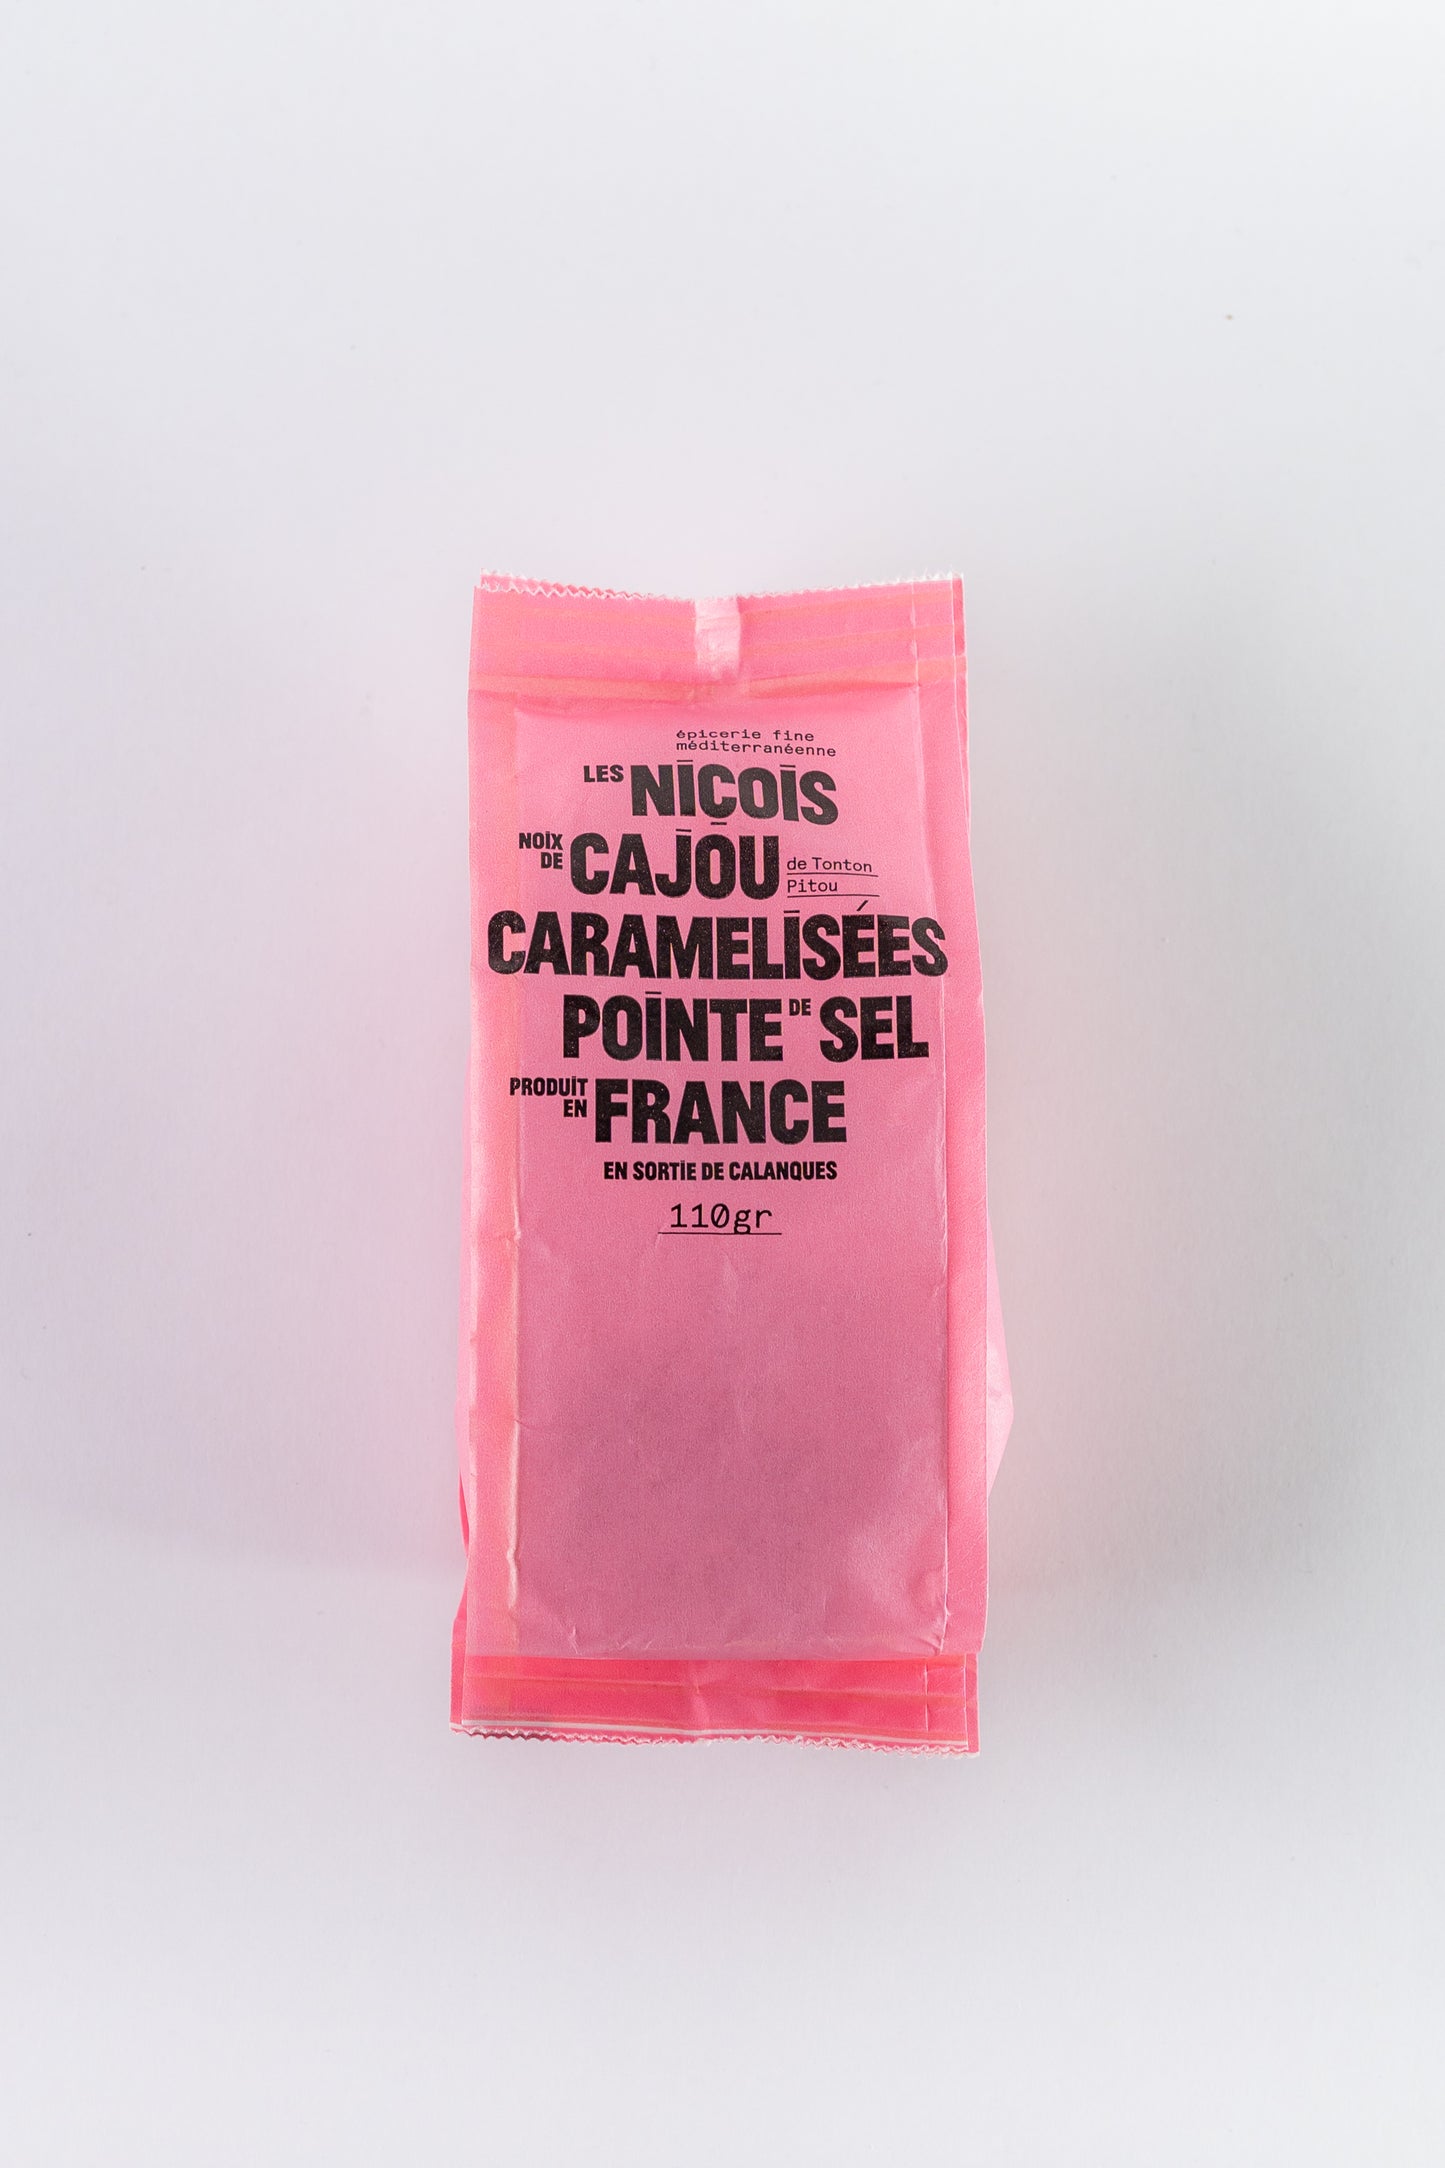 épicerie fine
méditerranéenne
LES NIÇOIS
NOIX DE CAJOU de Tonton Pitou
CARAMELISÉES
POINTE DE SEL
PRODUIT EN FRANCE
EN SORTIE DE CALANQUES
110gr